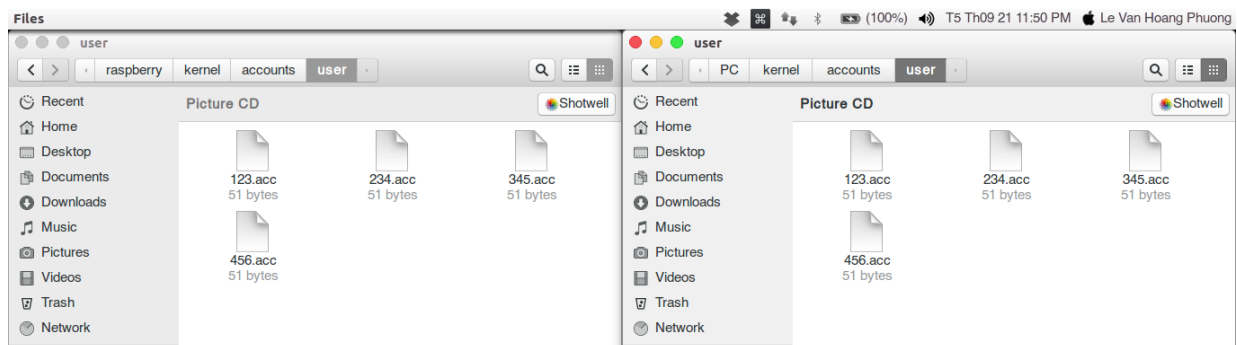 Files (100%) T5 Th09 21 11:50 PM Le Van Hoang Phuong
user
raspberry kernel accounts user
Recent
Home
Desktop
Documents
Downloads
Music
Pictures
Videos
Trash
Network
Picture CD Shotwell
123.acc 234.acc 345.acc
51 bytes 51 bytes 51 bytes
456.acc
51 bytes
user
PC kernel accounts user
Recent
Home
Desktop
Documents
Downloads
Music
Pictures
Videos
Trash
Network
Picture CD Shotwell
123.acc 234.acc 345.acc
51 bytes 51 bytes 51 bytes
456.acc
51 bytes